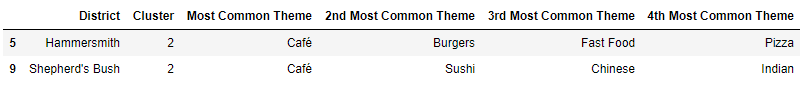 District Cluster Most Common Theme 2nd Most Common Theme 3rd Most Common Theme 4th Most Common Theme
5 Hammersmith 2 Café Burgers Fast Food Pizza
9 Shepherd's Bush 2 Café Sushi Chinese Indian